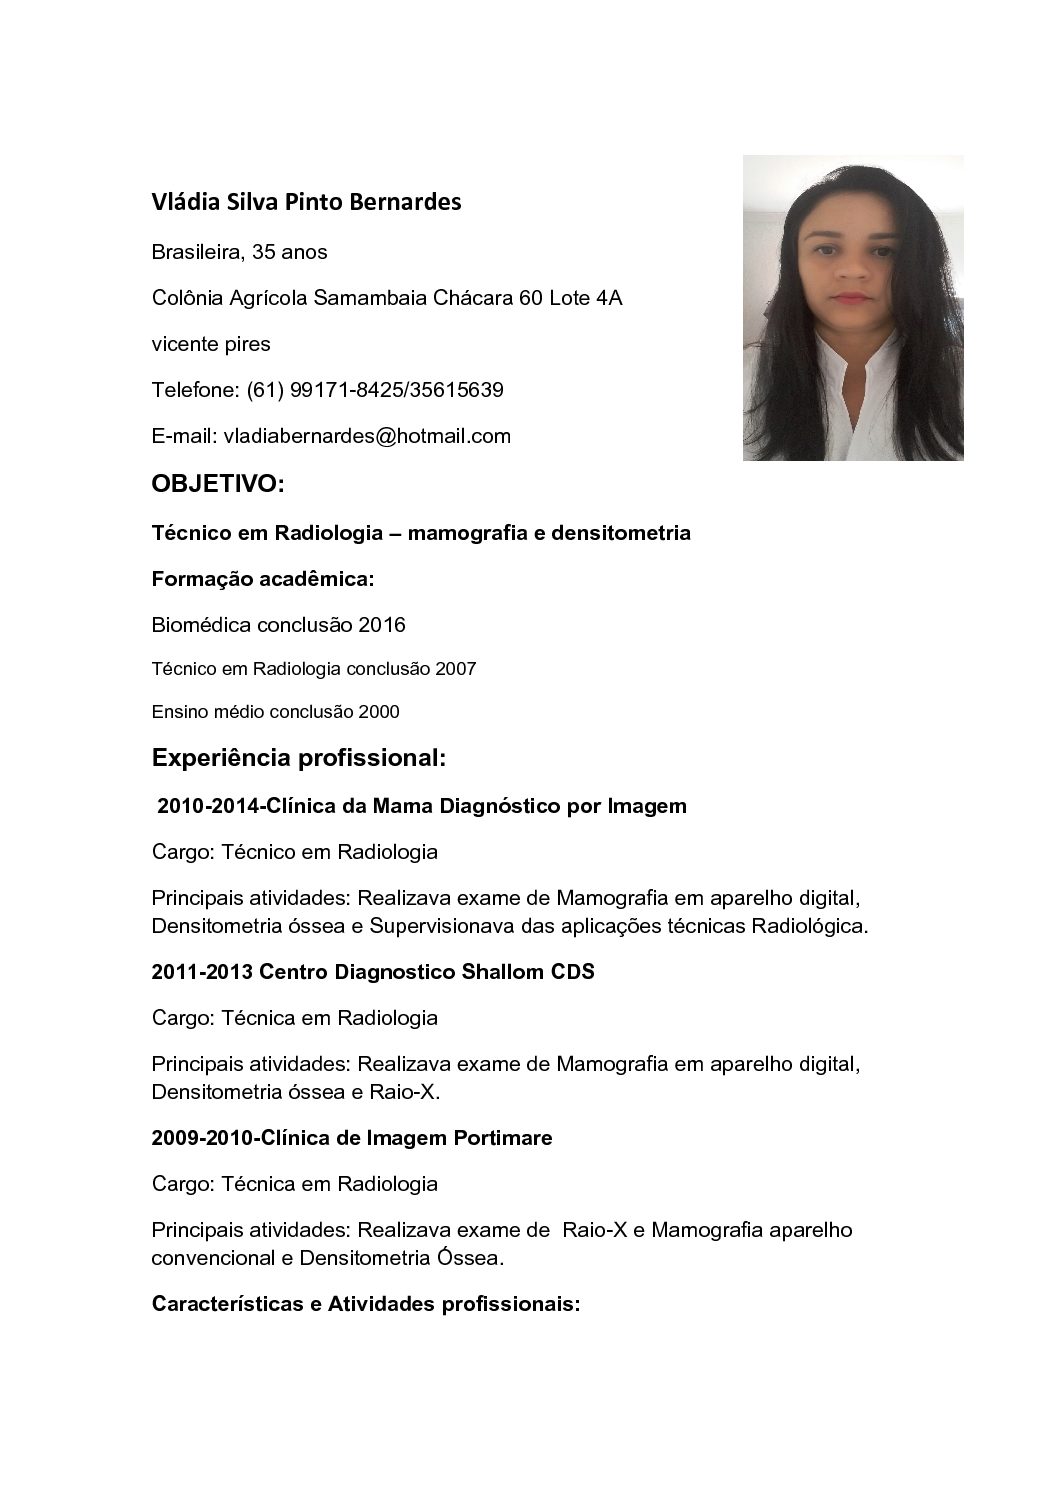 Vládia Silva Pinto Bernardes
Brasileira, 35 anos
Colônia Agrícola Samambaia Chácara 60 Lote 4A
vicente pires
Telefone: (61) 99171-8425/35615639
E-mail: vladiabernardes@hotmail.com
OBJETIVO:
Técnico em Radiologia – mamografia e densitometria
Formação acadêmica:
Biomédica conclusão 2016
Técnico em Radiologia conclusão 2007
Ensino médio conclusão 2000
Experiência profissional:
2010-2014-Clínica da Mama Diagnóstico por Imagem
Cargo: Técnico em Radiologia
Principais atividades: Realizava exame de Mamografia em aparelho digital,
Densitometria óssea e Supervisionava das aplicações técnicas Radiológica.
2011-2013 Centro Diagnostico Shallom CDS
Cargo: Técnica em Radiologia
Principais atividades: Realizava exame de Mamografia em aparelho digital,
Densitometria óssea e Raio-X.
2009-2010-Clínica de Imagem Portimare
Cargo: Técnica em Radiologia
Principais atividades: Realizava exame de  Raio-X e Mamografia aparelho
convencional e Densitometria Óssea.
Características e Atividades profissionais: